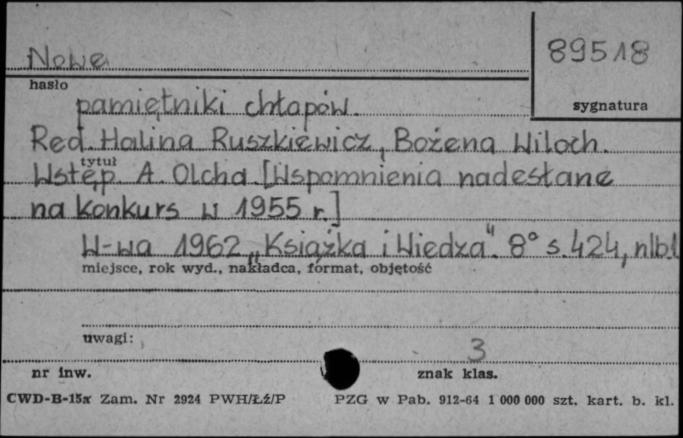 Nowe
89518
hasło
sygnatura
pamiętniki chłopów.
Red. Halina Ruszkiewicz, Bożena Wiloch.
tytuł
Wstęp A. Olcha. [Wspomnienia nadesłane
na konkurs w 1955 r.]
W-wa 1962 „Książka i Wiedza". 8° s. 424, nlb.1
miejsce, rok wyd., nakładca, format, objętość
uwagi:
3
nr inw.
znak klas.
CWD-B-15a Zam. Nr 2924 PWH/Łź/P PZG w Pab. 912-64 1 000 000 szt. kart. b. kl.